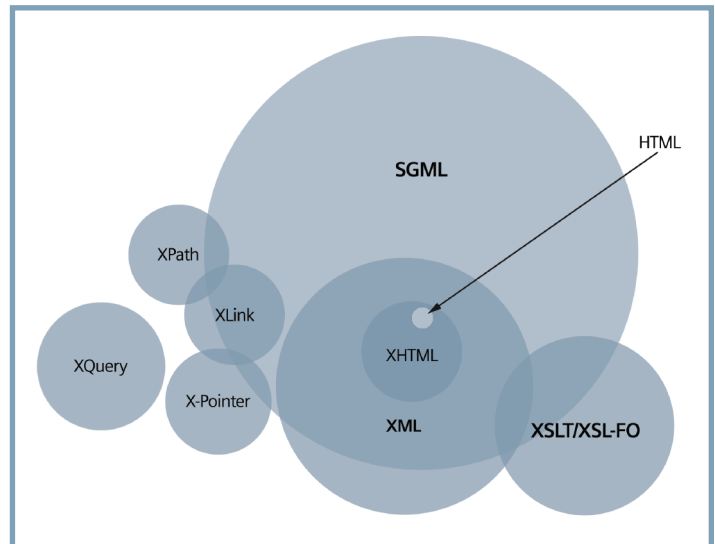 HTML
SGML
XPath
XLink
XHTML
XQuery
X-Pointer
XML
XSLT/XSL-FO